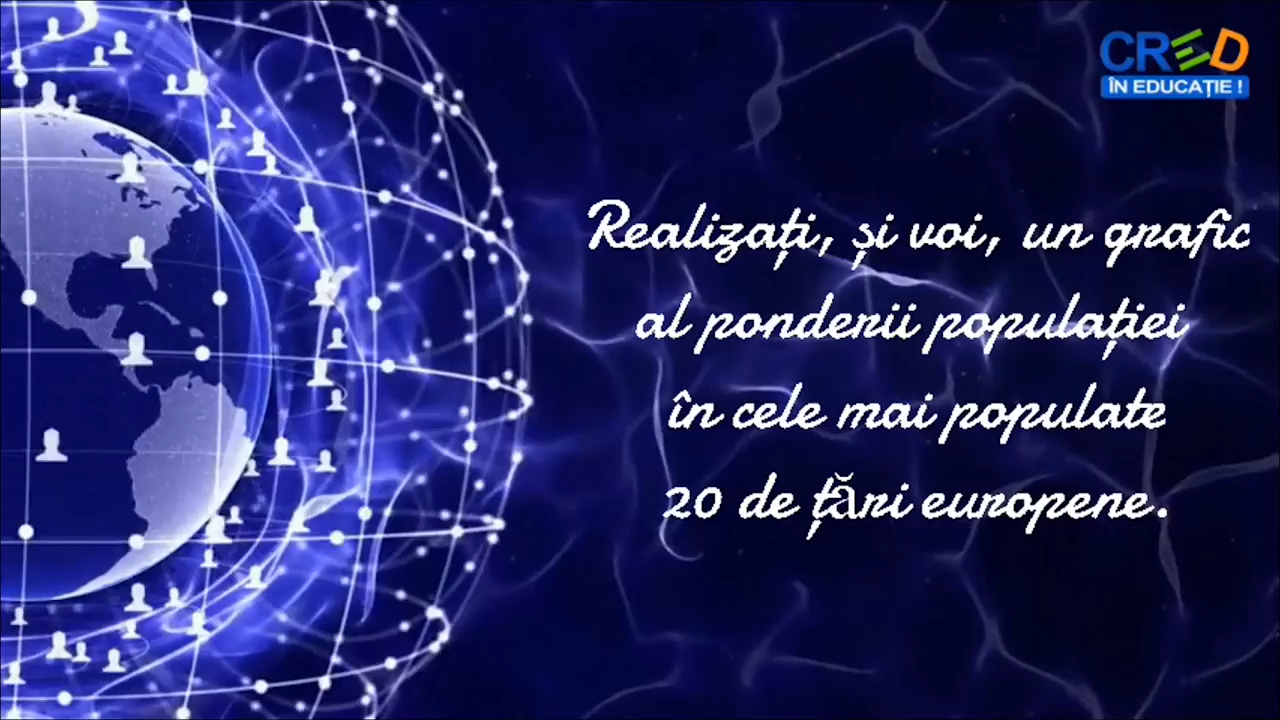 CRED
ÎN EDUCAȚIE !
Realizați, și voi, un grafic
al ponderii populației
în cele mai populate
20 de țări europene.